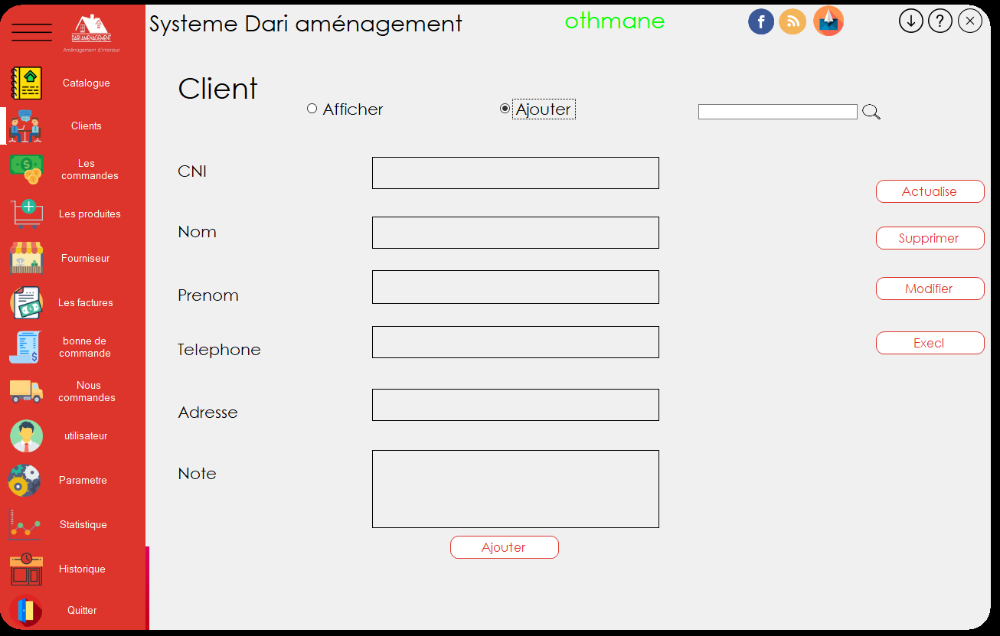 DARI AMENAGEMENT
Aménagement d'interieur
Systeme Dari aménagement
othmane
f
?
Catalogue
Clients
Les
commandes
Les produites
Fourniseur
Les factures
bonne de
commande
Nous
commandes
utilisateur
Parametre
Statistique
Historique
Quitter
Client
Afficher
Ajouter
CNI
Nom
Prenom
Telephone
Adresse
Note
Ajouter
Actualise
Supprimer
Modifier
Execl